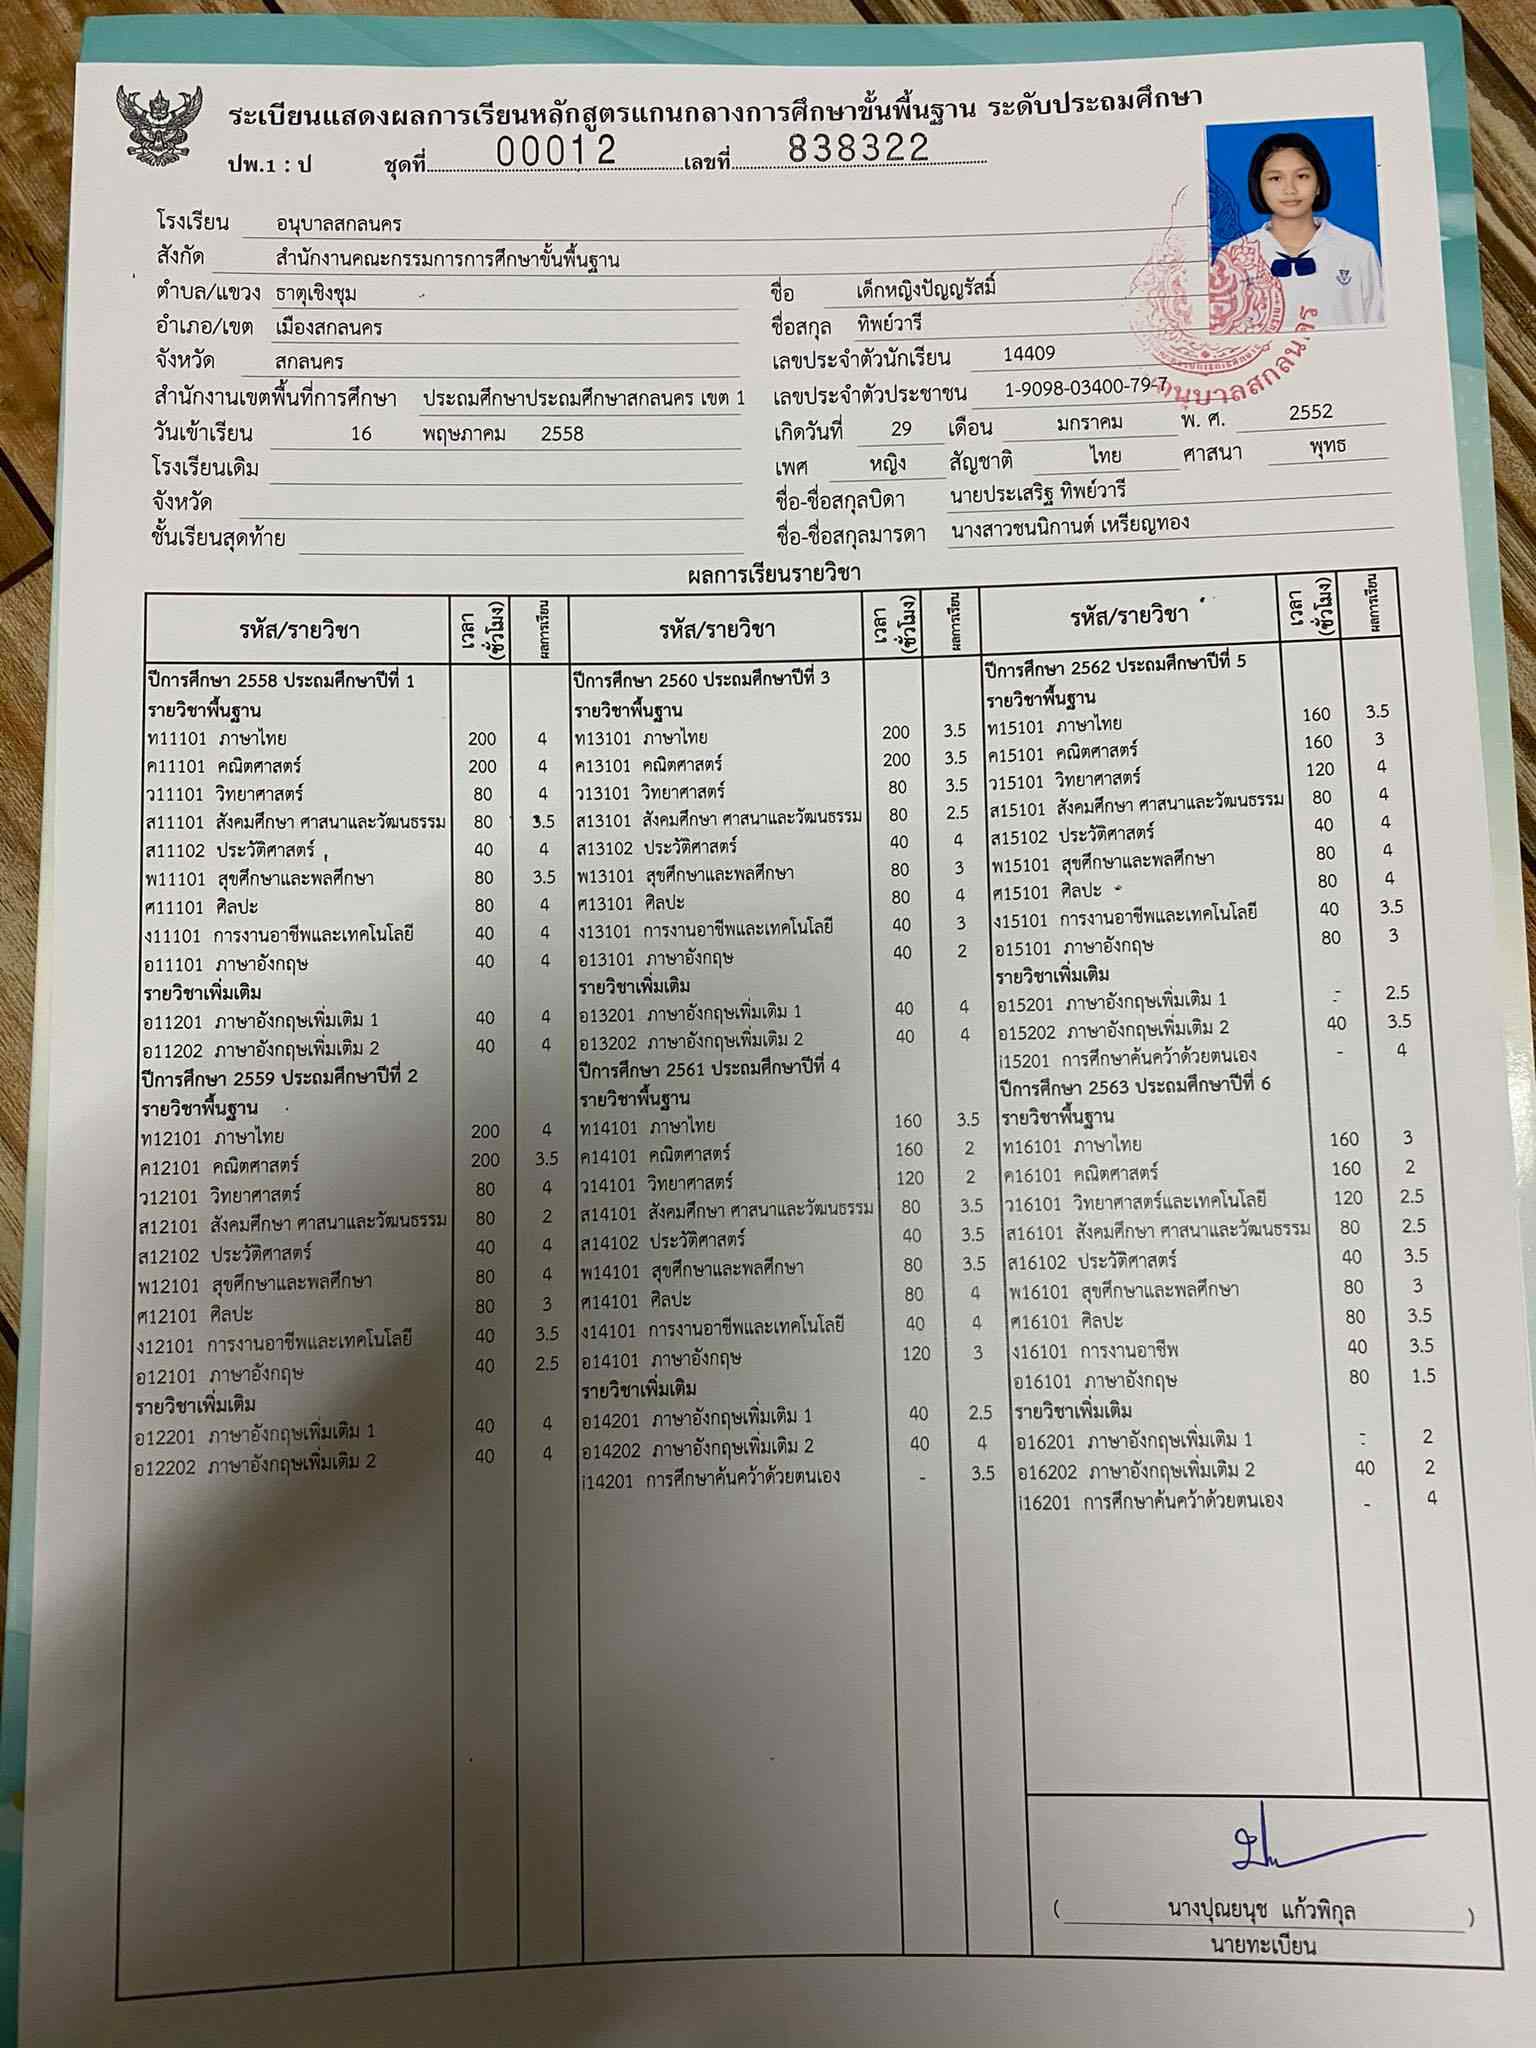 ระเบียนแสดงผลการเรียนหลักสูตรแกนกลางการศึกษาขั้นพื้นฐาน ระดับประถมศึกษา
ปพ.1 : ป ชุดที่ 00012 เลขที่ 838322
โรงเรียน อนุบาลสกลนคร
สังกัด สำนักงานคณะกรรมการการศึกษาขั้นพื้นฐาน
ตำบล/แขวง ธาตุเชิงชุม
อำเภอ/เขต เมืองสกลนคร
จังหวัด สกลนคร
สำนักงานเขตพื้นที่การศึกษา ประถมศึกษาประถมศึกษาสกลนคร เขต 1
วันเข้าเรียน 16 พฤษภาคม 2558
โรงเรียนเดิม
จังหวัด
ชั้นเรียนสุดท้าย
ชื่อ เด็กหญิงปัญญรัสมิ์
ชื่อสกุล ทิพย์วารี
เลขประจำตัวนักเรียน 14409
เลขประจำตัวประชาชน 1-9098-03400-79-7
เกิดวันที่ 29 เดือน มกราคม พ. ศ. 2552
เพศ หญิง สัญชาติ ไทย ศาสนา พุทธ
ชื่อ-ชื่อสกุลบิดา นายประเสริฐ ทิพย์วารี
ชื่อ-ชื่อสกุลมารดา นางสาวชนนิกานต์ เหรียญทอง
อนุบาลสกลนคร
ผลการเรียนรายวิชา
รหัส/รายวิชา เวลา (ชั่วโมง) ผลการเรียน
ปีการศึกษา 2558 ประถมศึกษาปีที่ 1
รายวิชาพื้นฐาน
ท11101 ภาษาไทย 200 4
ค11101 คณิตศาสตร์ 200 4
ว11101 วิทยาศาสตร์ 80 4
ส11101 สังคมศึกษา ศาสนาและวัฒนธรรม 80 3.5
ส11102 ประวัติศาสตร์ 40 4
พ11101 สุขศึกษาและพลศึกษา 80 3.5
ศ11101 ศิลปะ 80 4
ง11101 การงานอาชีพและเทคโนโลยี 40 4
อ11101 ภาษาอังกฤษ 40 4
รายวิชาเพิ่มเติม
อ11201 ภาษาอังกฤษเพิ่มเติม 1 40 4
อ11202 ภาษาอังกฤษเพิ่มเติม 2 40 4
ปีการศึกษา 2559 ประถมศึกษาปีที่ 2
รายวิชาพื้นฐาน
ท12101 ภาษาไทย 200 4
ค12101 คณิตศาสตร์ 200 3.5
ว12101 วิทยาศาสตร์ 80 4
ส12101 สังคมศึกษา ศาสนาและวัฒนธรรม 80 2
ส12102 ประวัติศาสตร์ 40 4
พ12101 สุขศึกษาและพลศึกษา 80 4
ศ12101 ศิลปะ 80 3
ง12101 การงานอาชีพและเทคโนโลยี 40 3.5
อ12101 ภาษาอังกฤษ 40 2.5
รายวิชาเพิ่มเติม
อ12201 ภาษาอังกฤษเพิ่มเติม 1 40 4
อ12202 ภาษาอังกฤษเพิ่มเติม 2 40 4
รหัส/รายวิชา เวลา (ชั่วโมง) ผลการเรียน
ปีการศึกษา 2560 ประถมศึกษาปีที่ 3
รายวิชาพื้นฐาน
ท13101 ภาษาไทย 200 3.5
ค13101 คณิตศาสตร์ 200 3.5
ว13101 วิทยาศาสตร์ 80 3.5
ส13101 สังคมศึกษา ศาสนาและวัฒนธรรม 80 2.5
ส13102 ประวัติศาสตร์ 40 4
พ13101 สุขศึกษาและพลศึกษา 80 3
ศ13101 ศิลปะ 80 4
ง13101 การงานอาชีพและเทคโนโลยี 40 3
อ13101 ภาษาอังกฤษ 40 2
รายวิชาเพิ่มเติม
อ13201 ภาษาอังกฤษเพิ่มเติม 1 40 4
อ13202 ภาษาอังกฤษเพิ่มเติม 2 40 4
ปีการศึกษา 2561 ประถมศึกษาปีที่ 4
รายวิชาพื้นฐาน
ท14101 ภาษาไทย 160 3.5
ค14101 คณิตศาสตร์ 160 2
ว14101 วิทยาศาสตร์ 120 2
ส14101 สังคมศึกษา ศาสนาและวัฒนธรรม 80 3.5
ส14102 ประวัติศาสตร์ 40 3.5
พ14101 สุขศึกษาและพลศึกษา 80 3.5
ศ14101 ศิลปะ 80 4
ง14101 การงานอาชีพและเทคโนโลยี 40 4
อ14101 ภาษาอังกฤษ 120 3
รายวิชาเพิ่มเติม
อ14201 ภาษาอังกฤษเพิ่มเติม 1 40 2.5
อ14202 ภาษาอังกฤษเพิ่มเติม 2 40 4
i14201 การศึกษาค้นคว้าด้วยตนเอง - 3.5
รหัส/รายวิชา เวลา (ชั่วโมง) ผลการเรียน
ปีการศึกษา 2562 ประถมศึกษาปีที่ 5
รายวิชาพื้นฐาน
ท15101 ภาษาไทย 160 3.5
ค15101 คณิตศาสตร์ 160 3
ว15101 วิทยาศาสตร์ 120 4
ส15101 สังคมศึกษา ศาสนาและวัฒนธรรม 80 4
ส15102 ประวัติศาสตร์ 40 4
พ15101 สุขศึกษาและพลศึกษา 80 4
ศ15101 ศิลปะ 80 4
ง15101 การงานอาชีพและเทคโนโลยี 40 3.5
อ15101 ภาษาอังกฤษ 80 3
รายวิชาเพิ่มเติม
อ15201 ภาษาอังกฤษเพิ่มเติม 1 - 2.5
อ15202 ภาษาอังกฤษเพิ่มเติม 2 40 3.5
i15201 การศึกษาค้นคว้าด้วยตนเอง - 4
ปีการศึกษา 2563 ประถมศึกษาปีที่ 6
รายวิชาพื้นฐาน
ท16101 ภาษาไทย 160 3
ค16101 คณิตศาสตร์ 160 2
ว16101 วิทยาศาสตร์และเทคโนโลยี 120 2.5
ส16101 สังคมศึกษา ศาสนาและวัฒนธรรม 80 2.5
ส16102 ประวัติศาสตร์ 40 3.5
พ16101 สุขศึกษาและพลศึกษา 80 3
ศ16101 ศิลปะ 80 3.5
ง16101 การงานอาชีพ 40 3.5
อ16101 ภาษาอังกฤษ 80 1.5
รายวิชาเพิ่มเติม
อ16201 ภาษาอังกฤษเพิ่มเติม 1 - 2
อ16202 ภาษาอังกฤษเพิ่มเติม 2 40 2
i16201 การศึกษาค้นคว้าด้วยตนเอง - 4
( นางปุณยนุช แก้วพิกุล )
นายทะเบียน